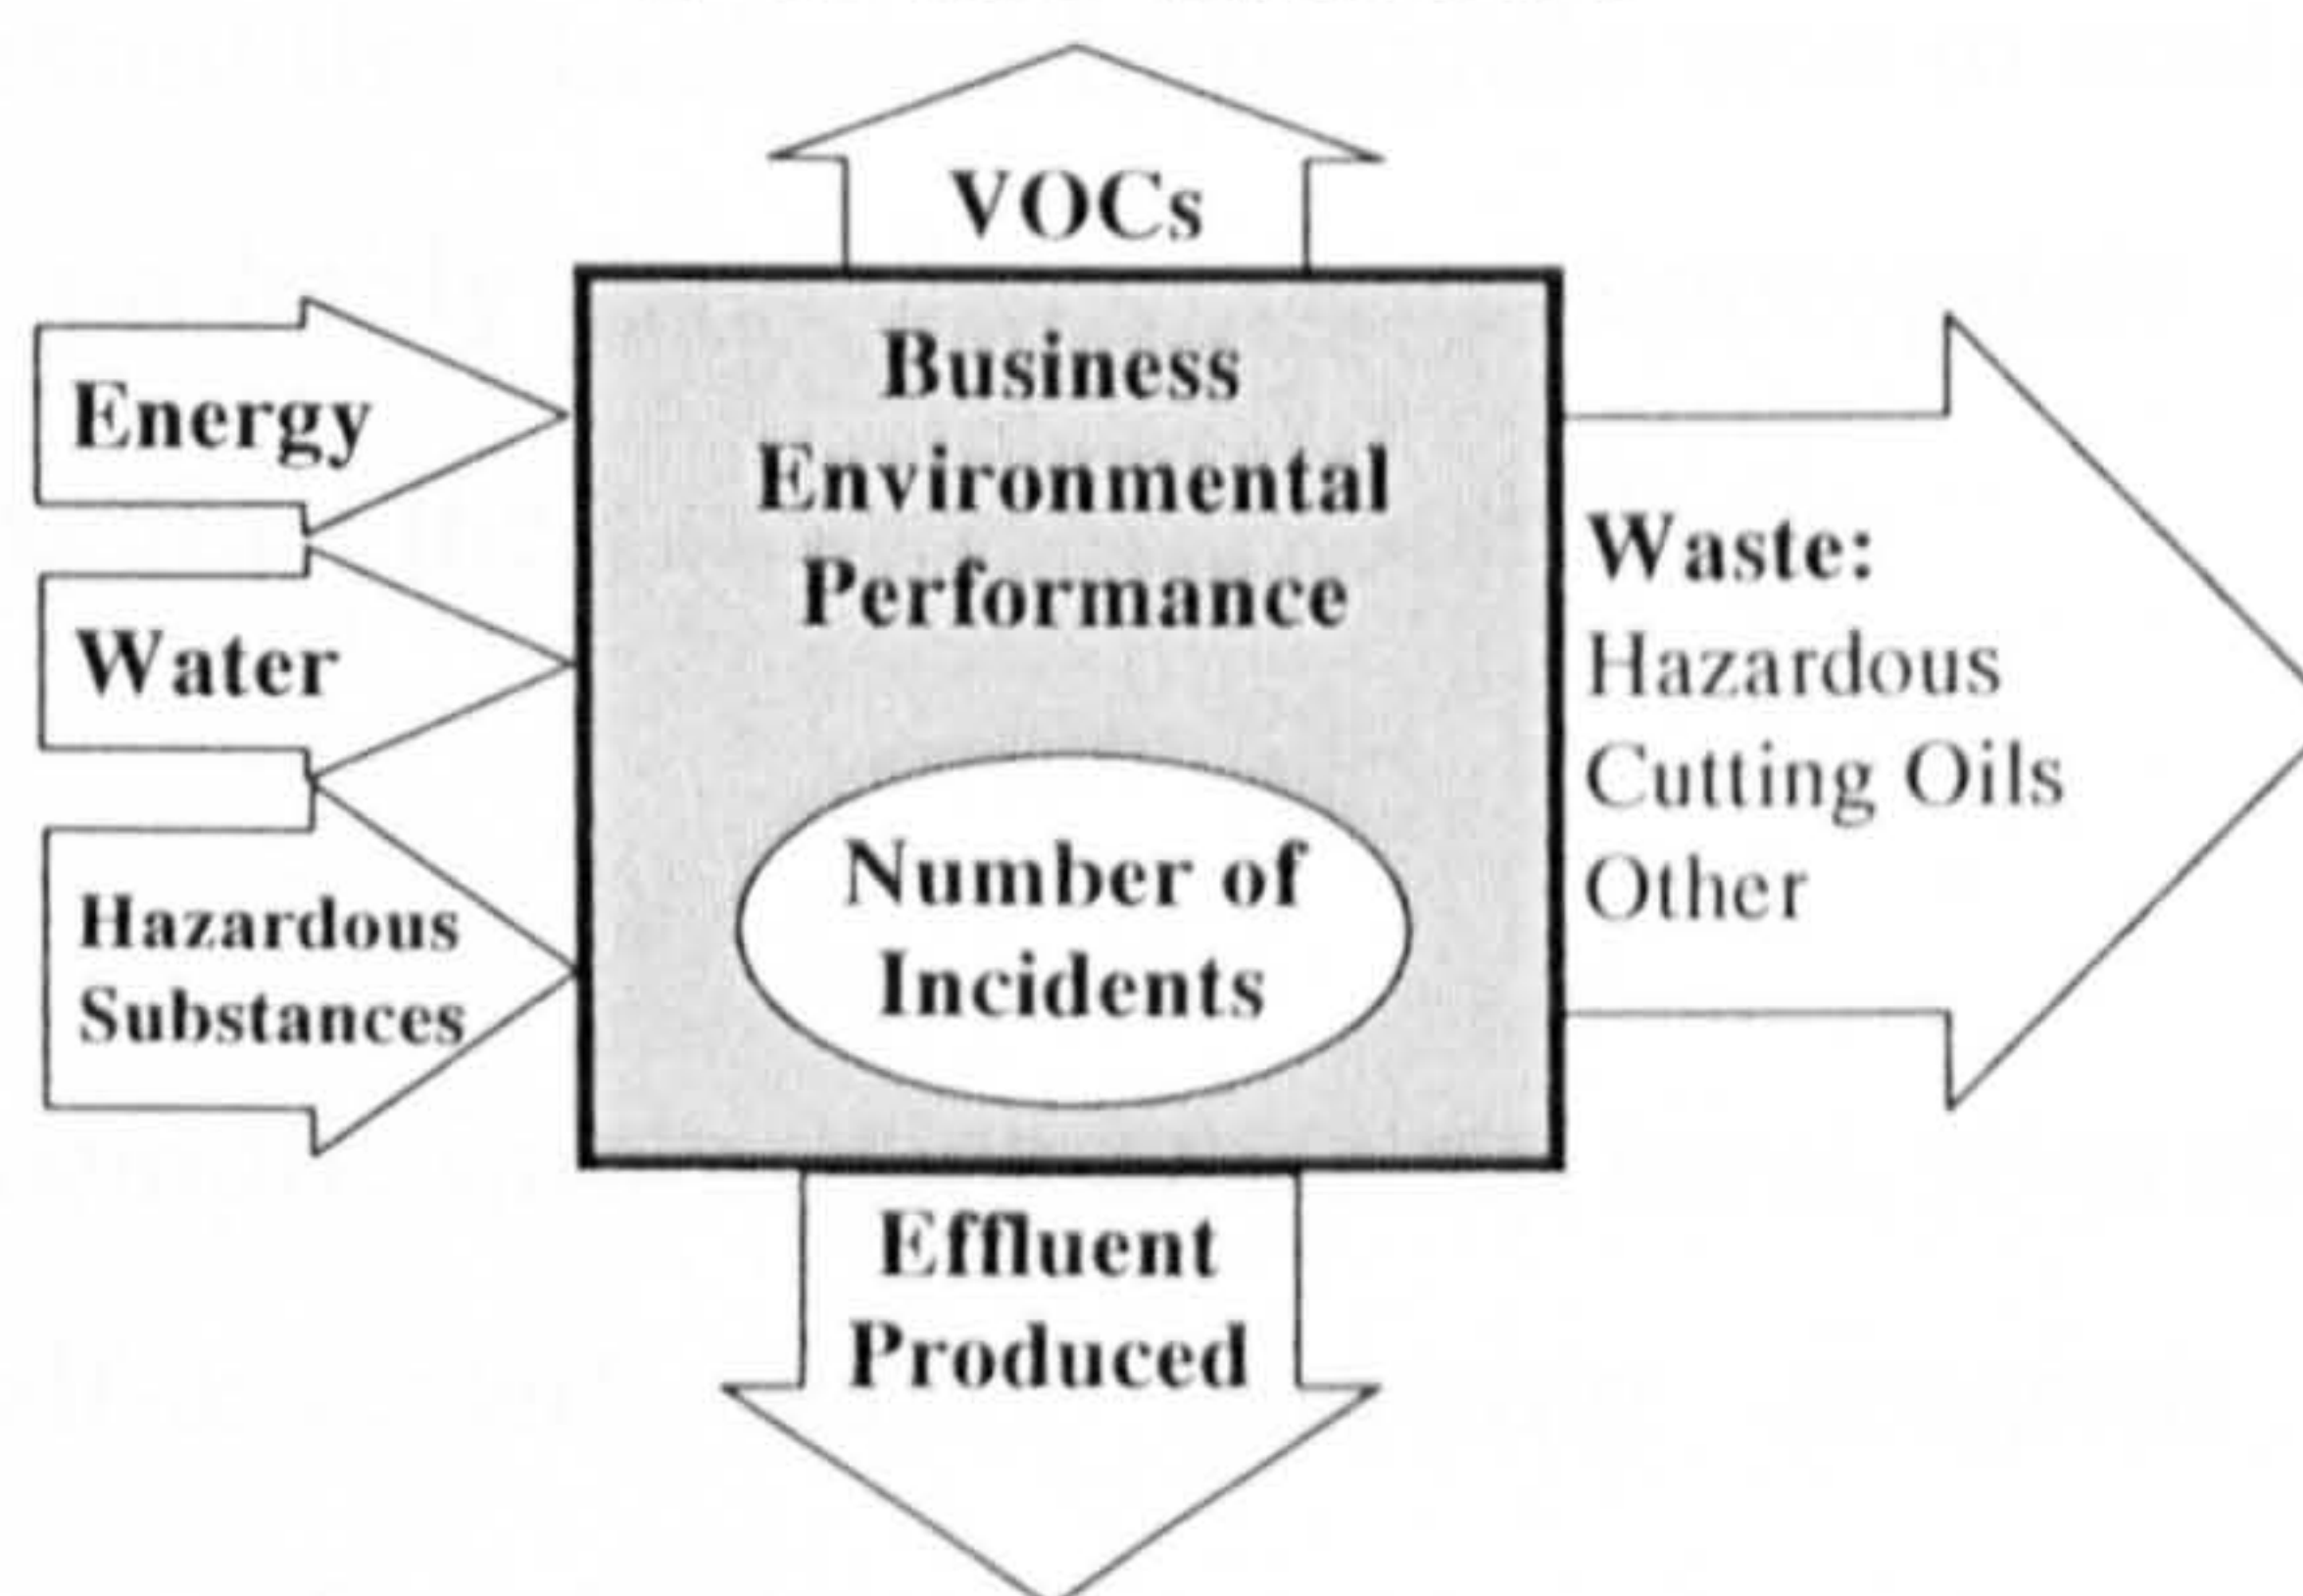 VOCs
Energy
Water
Hazardous
Substances
Business
Environmental
Performance
Number of
Incidents
Waste:
Hazardous
Cutting Oils
Other
Effluent
Produced